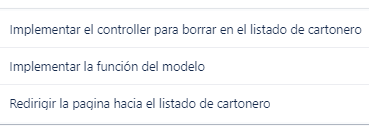 Implementar el controller para borrar en el listado de cartonero
Implementar la función del modelo
Redirigir la pagina hacia el listado de cartonero